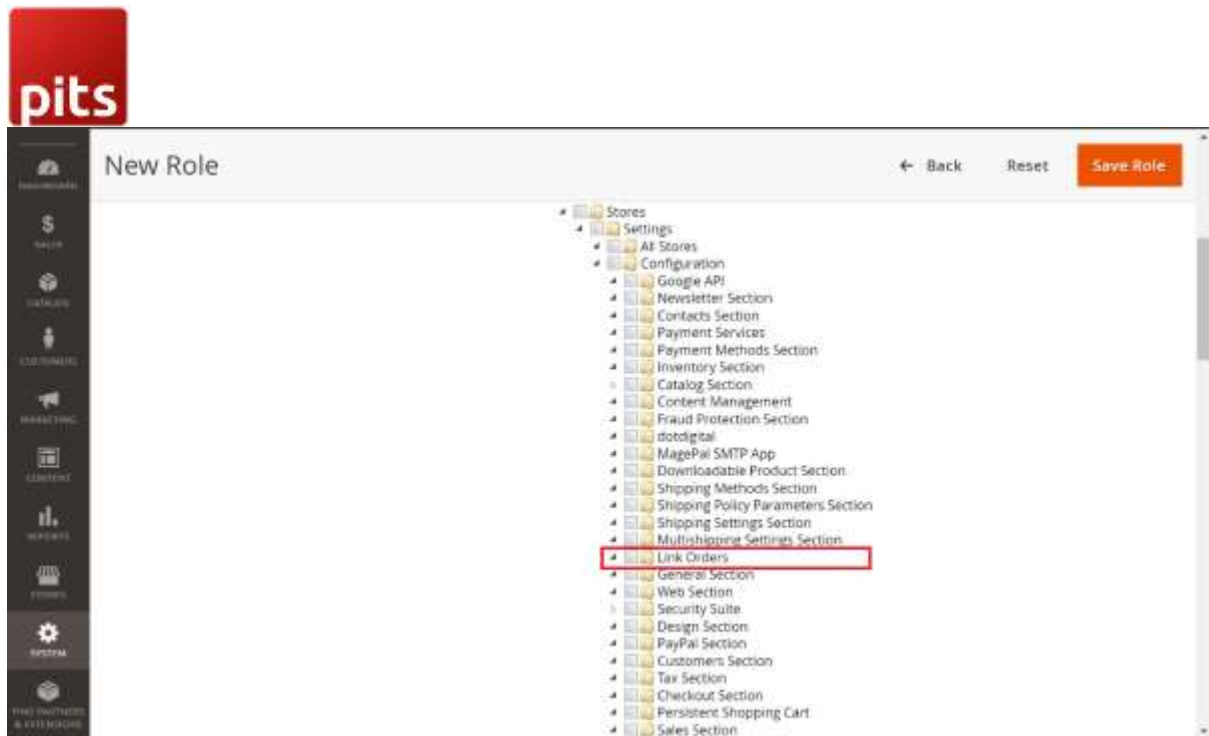 pits
New Role
← Back
Reset
Save Role
DASHBOARD
$
SALES
CATALOG
CUSTOMERS
MARKETING
CONTENT
REPORTS
STORES
SYSTEM
FIND PARTNERS
& EXTENSIONS
Stores
Settings
All Stores
Configuration
Google API
Newsletter Section
Contacts Section
Payment Services
Payment Methods Section
Inventory Section
Catalog Section
Content Management
Fraud Protection Section
dotdigital
MagePal SMTP App
Downloadable Product Section
Shipping Methods Section
Shipping Policy Parameters Section
Shipping Settings Section
Multishipping Settings Section
Link Orders
General Section
Web Section
Security Suite
Design Section
PayPal Section
Customers Section
Tax Section
Checkout Section
Persistent Shopping Cart
Sales Section